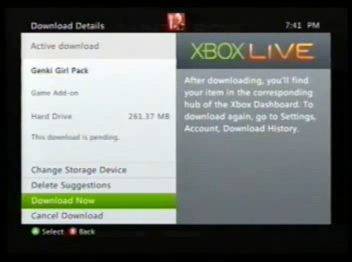 Download Details
7:41 PM
Active download
Genki Girl Pack
Game Add-on
Hard Drive 261.37 MB
This download is pending.
Change Storage Device
Delete Suggestions
Download Now
Cancel Download
A Select B Back
XBOX LIVE
After downloading, you'll find
your item in the corresponding
hub of the Xbox Dashboard. To
download again, go to Settings,
Account, Download History.